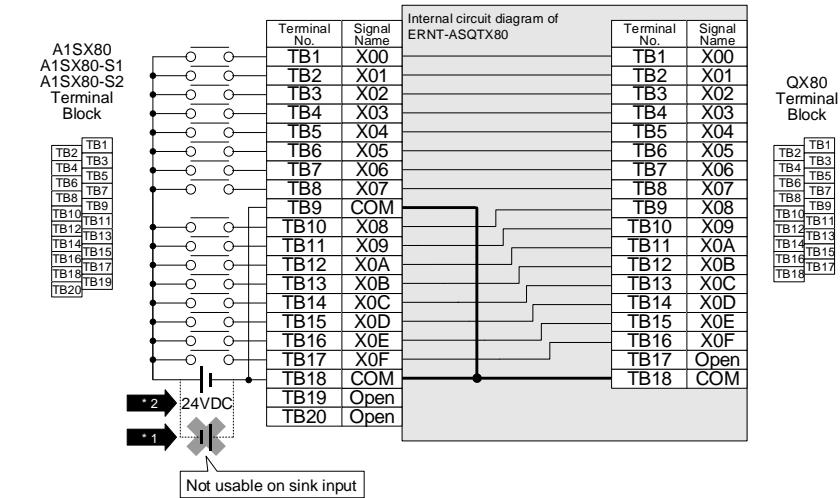 Internal circuit diagram of
ERNT-ASQTX80
A1SX80
A1SX80-S1
A1SX80-S2
Terminal
Block
TB1
TB2
TB3
TB4
TB5
TB6
TB7
TB8
TB9
TB10
TB11
TB12
TB13
TB14
TB15
TB16
TB17
TB18
TB19
TB20
Terminal No. Signal Name
TB1 X00
TB2 X01
TB3 X02
TB4 X03
TB5 X04
TB6 X05
TB7 X06
TB8 X07
TB9 COM
TB10 X08
TB11 X09
TB12 X0A
TB13 X0B
TB14 X0C
TB15 X0D
TB16 X0E
TB17 X0F
TB18 COM
TB19 Open
TB20 Open
Terminal No. Signal Name
TB1 X00
TB2 X01
TB3 X02
TB4 X03
TB5 X04
TB6 X05
TB7 X06
TB8 X07
TB9 X08
TB10 X09
TB11 X0A
TB12 X0B
TB13 X0C
TB14 X0D
TB15 X0E
TB16 X0F
TB17 Open
TB18 COM
QX80
Terminal
Block
TB1
TB2
TB3
TB4
TB5
TB6
TB7
TB8
TB9
TB10
TB11
TB12
TB13
TB14
TB15
TB16
TB17
TB18
*2
24VDC
*1
Not usable on sink input